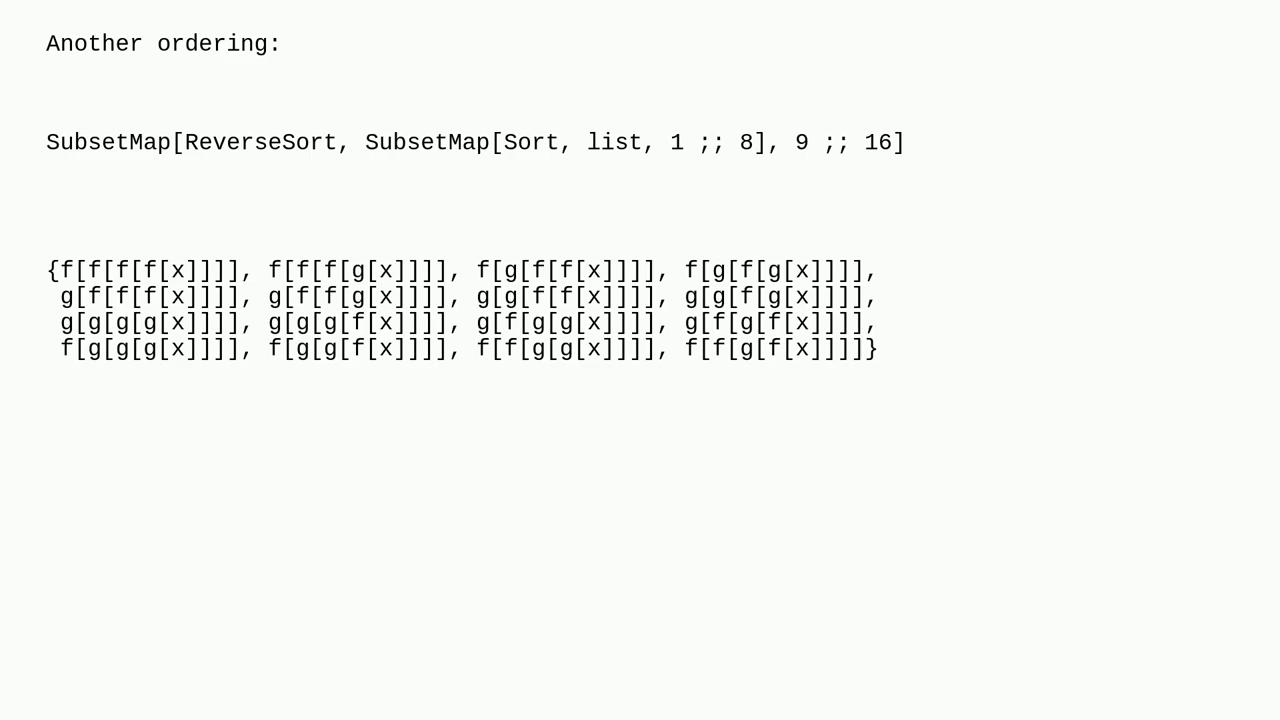 Another ordering:
SubsetMap[ReverseSort, SubsetMap[Sort, list, 1 ;; 8], 9 ;; 16]
{f[f[f[f[x]]]], f[f[f[g[x]]]], f[g[f[f[x]]]], f[g[f[g[x]]]],
g[f[f[f[x]]]], g[f[f[g[x]]]], g[g[f[f[x]]]], g[g[f[g[x]]]],
g[g[g[g[x]]]], g[g[g[f[x]]]], g[f[g[g[x]]]], g[f[g[f[x]]]],
f[g[g[g[x]]]], f[g[g[f[x]]]], f[f[g[g[x]]]], f[f[g[f[x]]]]}